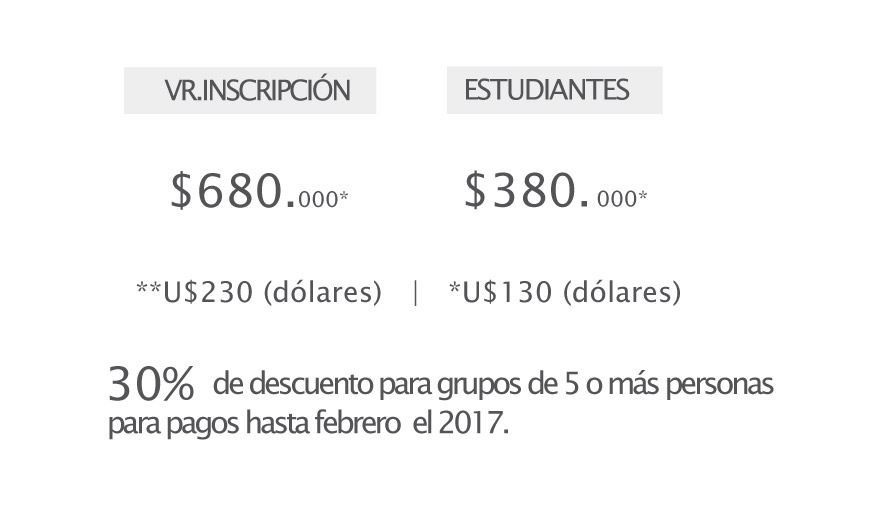 VR.INSCRIPCIÓN ESTUDIANTES
$680.000* $380.000*
**U$230 (dólares) | *U$130 (dólares)
30% de descuento para grupos de 5 o más personas
para pagos hasta febrero el 2017.